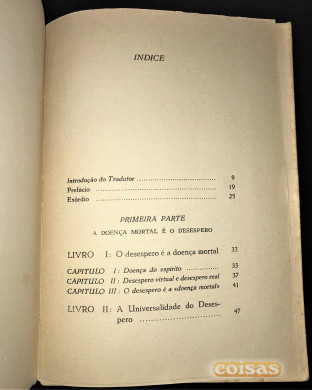 INDICE
Introdução do Tradutor ........................ 9
Prefácio ........................ 19
Exórdio ........................ 25
PRIMEIRA PARTE
A DOENÇA MORTAL É O DESESPERO
LIVRO I: O desespero é a doença mortal 33
CAPITULO I : Doença do espírito ............... 33
CAPITULO II : Desespero virtual e desespero real 37
CAPITULO III : O desespero é a «doença mortal» 41
LIVRO II: A Universalidade do Deses-
pero ........................ 47
coisas